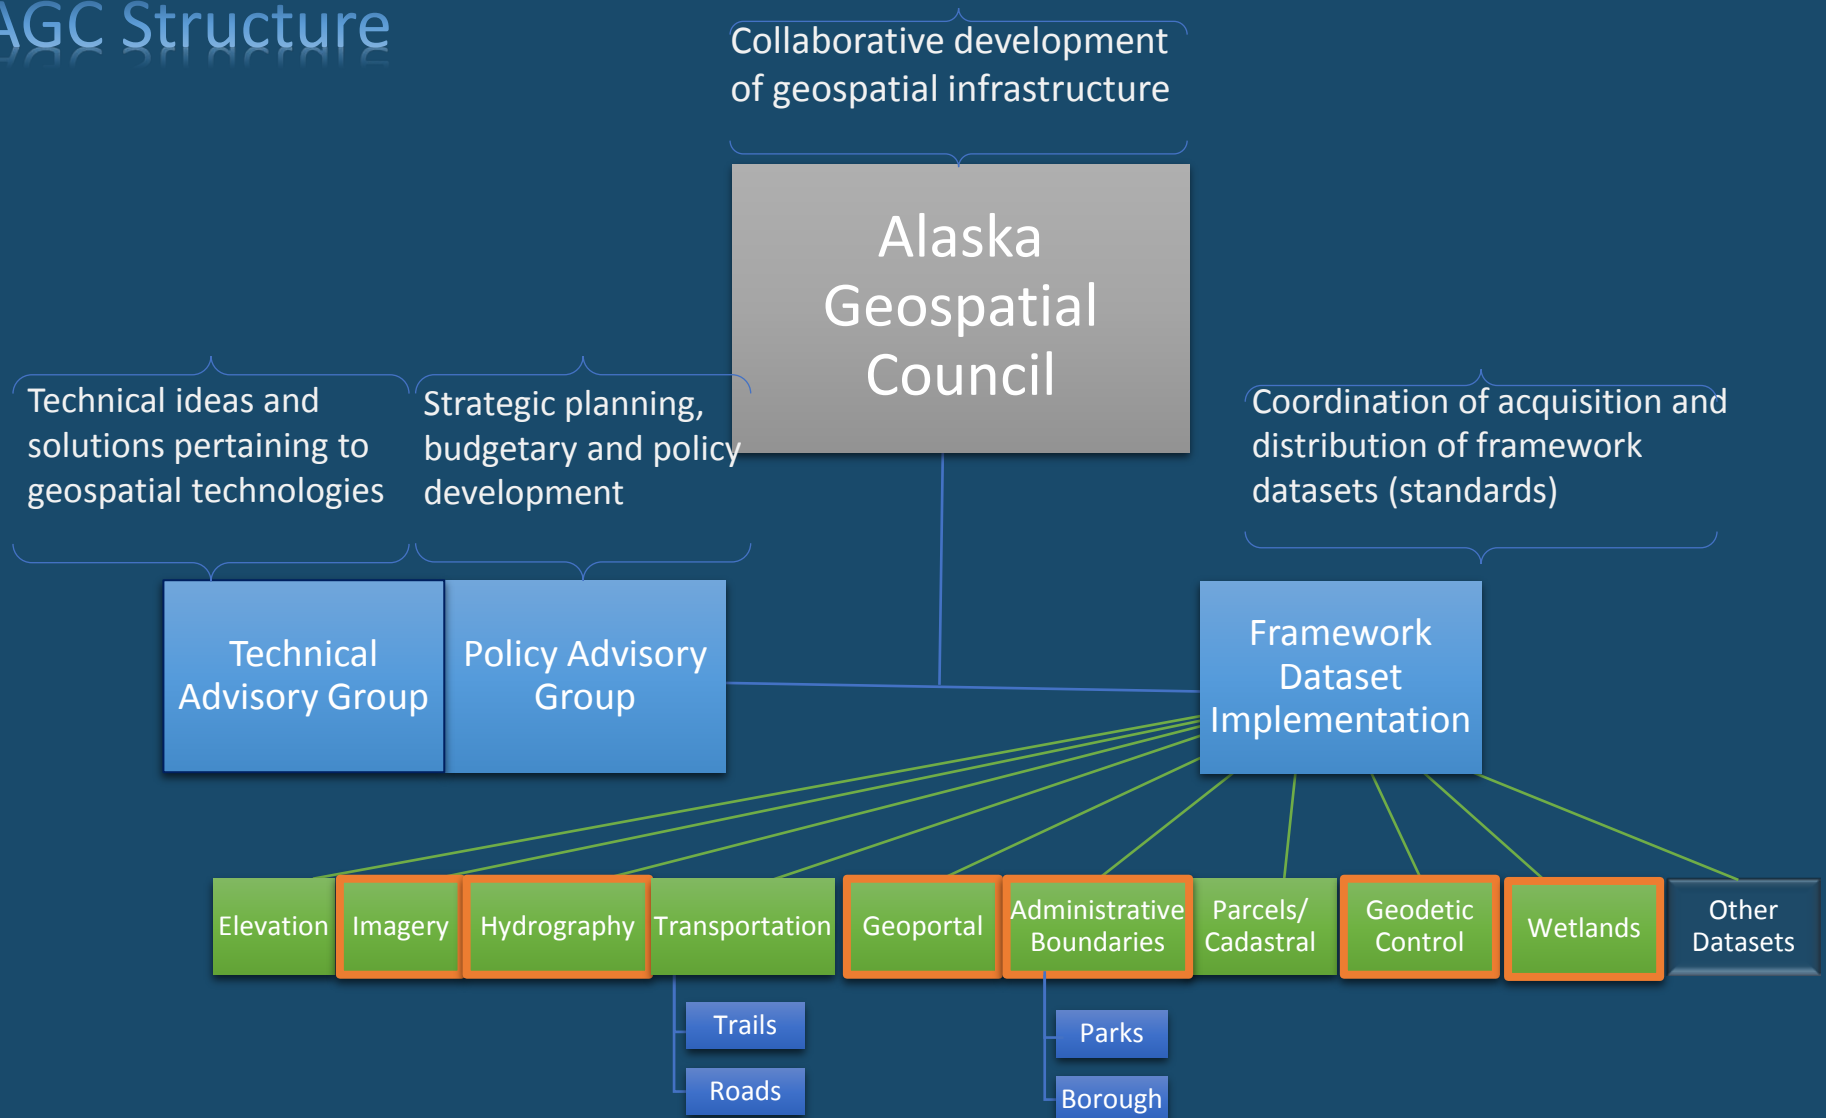 AGC Structure
Collaborative development
of geospatial infrastructure
Alaska
Geospatial
Council
Technical ideas and
solutions pertaining to
geospatial technologies
Strategic planning,
budgetary and policy
development
Coordination of acquisition and
distribution of framework
datasets (standards)
Technical
Advisory Group
Policy Advisory
Group
Framework
Dataset
Implementation
Elevation
Imagery
Hydrography
Transportation
Geoportal
Administrative
Boundaries
Parcels/
Cadastral
Geodetic
Control
Wetlands
Other
Datasets
Trails
Roads
Parks
Borough